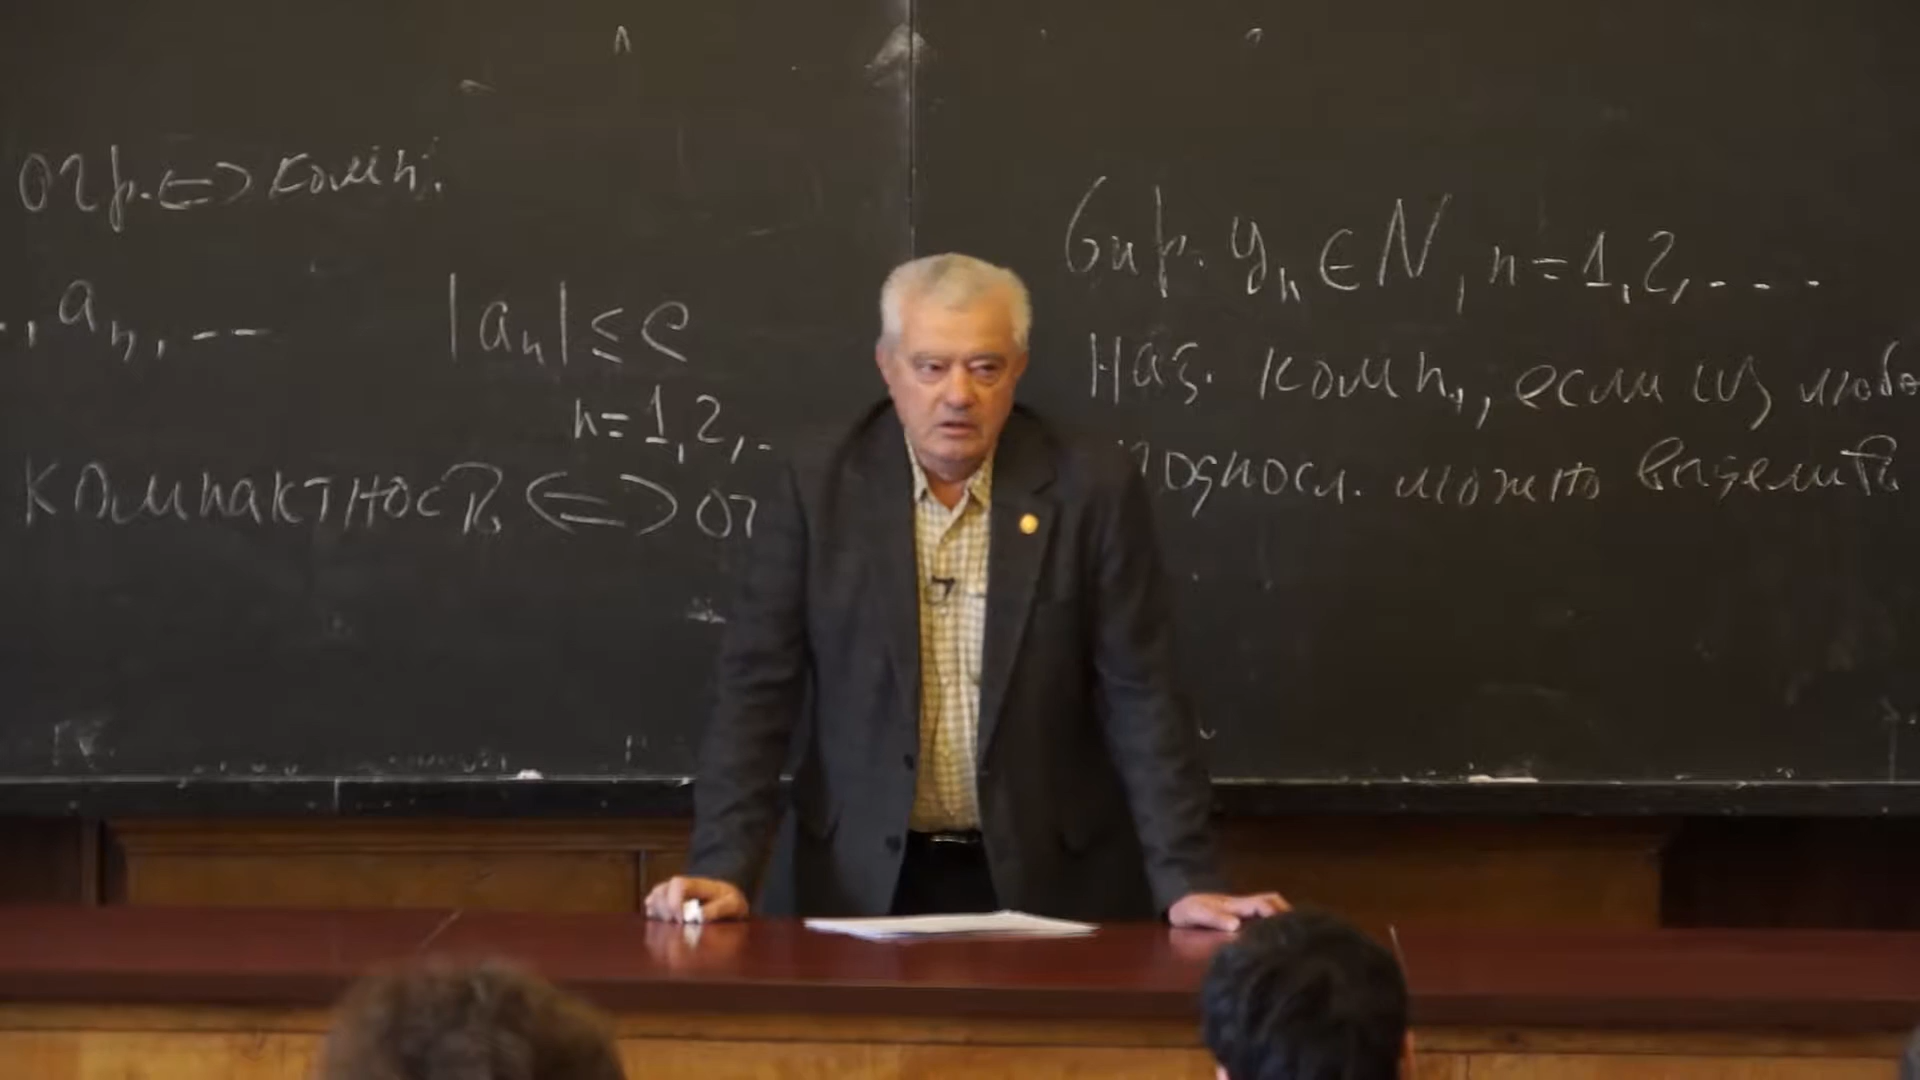 огр. ⇔ комп.
., aₙ, ...
|aₙ| ≤ c
n=1,2,..
компактность ⇔ ог
yₙ ∈ N, n=1,2,....
Наз. комп., если из любо
подпосл. можно выделить